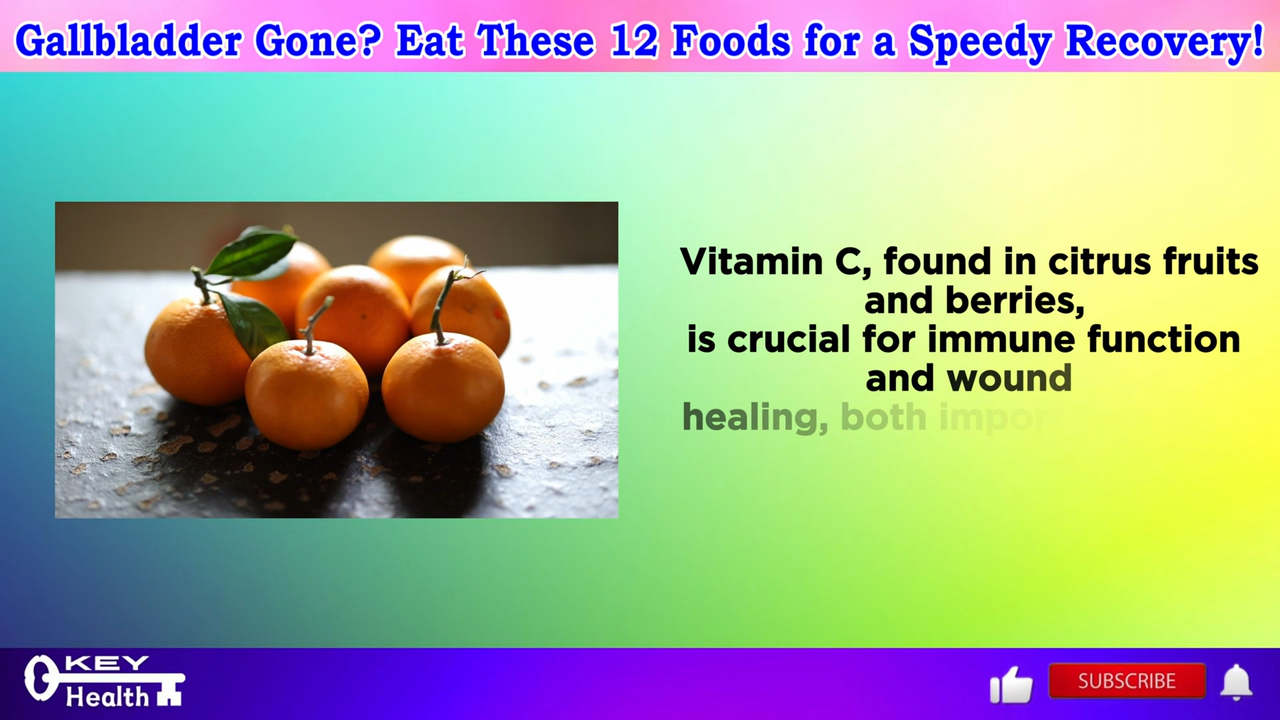 Gallbladder Gone? Eat These 12 Foods for a Speedy Recovery!
Vitamin C, found in citrus fruits
and berries,
is crucial for immune function
and wound
healing, both
KEY
Health
SUBSCRIBE